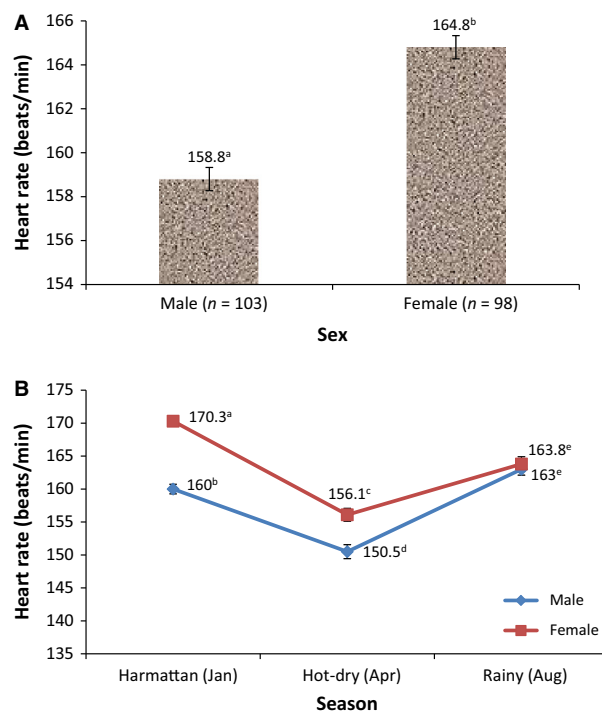 A
Heart rate (beats/min)
166
164
162
160
158
156
154
158.8ᵃ
164.8ᵇ
Male (n = 103)
Female (n = 98)
Sex
B
Heart rate (beats/min)
175
170
165
160
155
150
145
140
135
170.3ᵃ
160ᵇ
156.1ᶜ
150.5ᵈ
163.8ᵉ
163ᵉ
Male
Female
Harmattan (Jan)
Hot-dry (Apr)
Rainy (Aug)
Season